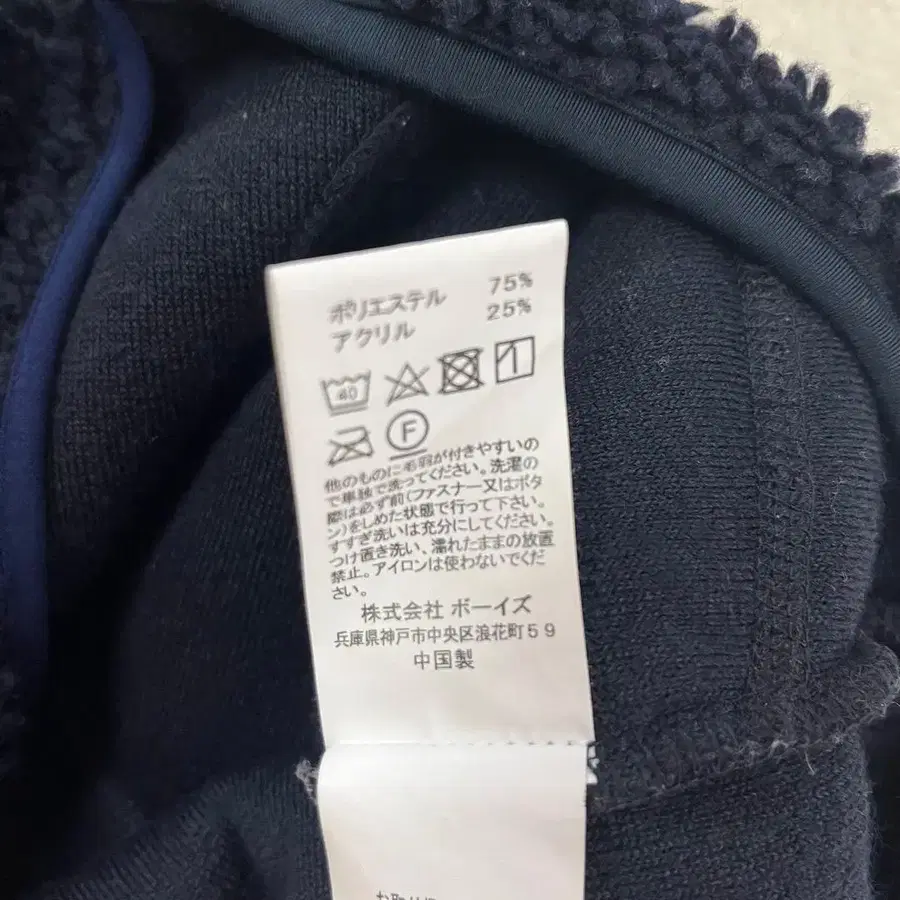 ポリエステル 75%
アクリル 25%
40
F
他のものに毛羽が付きやすいの
で単独で洗ってください。洗濯の
際は必ず前(ファスナー又はボタ
ン)をしめた状態で行って下さい。
すすぎ洗いは充分にしてください。
つけ置き洗い、濡れたままの放置
禁止。アイロンは使わないでくだ
さい。
株式会社 ボーイズ
兵庫県神戸市中央区浪花町59
中国製